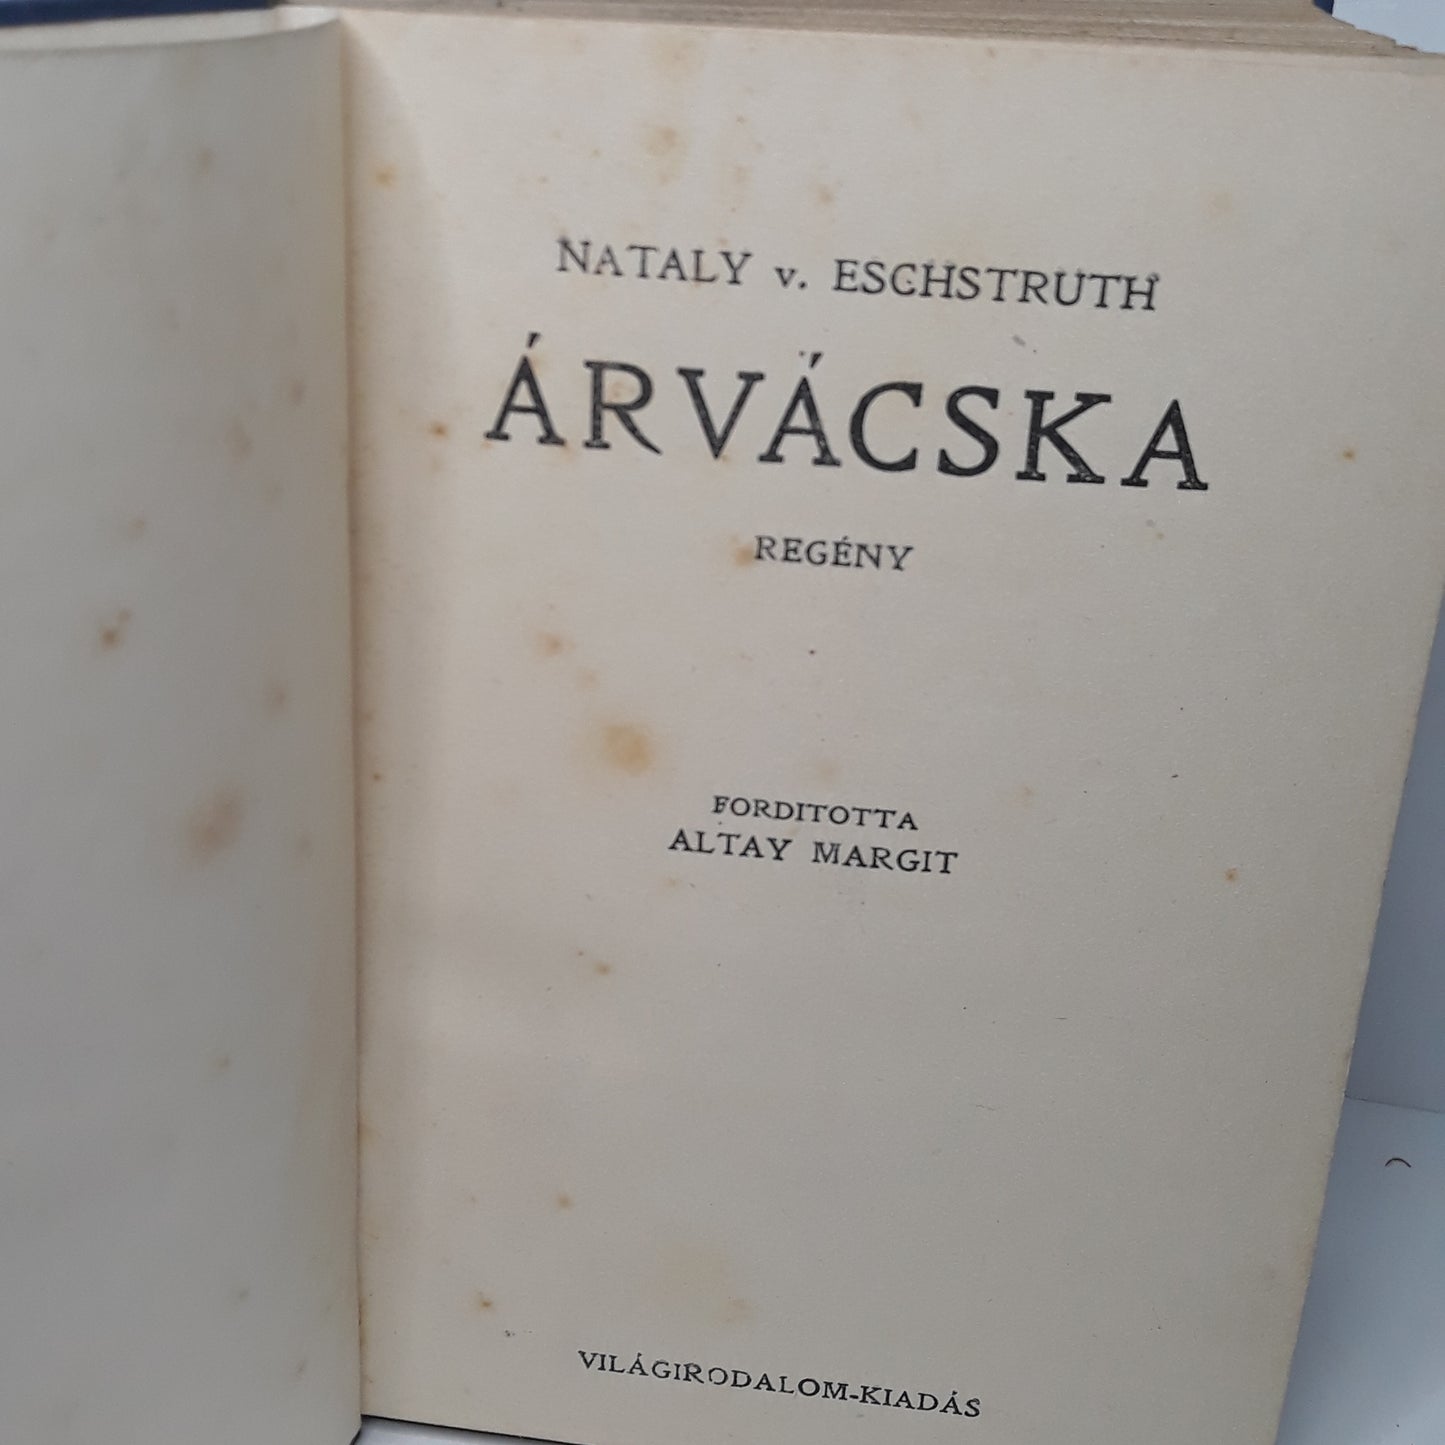 NATALY v. ESCHSTRUTH
ÁRVÁCSKA
REGÉNY
FORDITOTTA
ALTAY MARGIT
VILÁGIRODALOM-KIADÁS